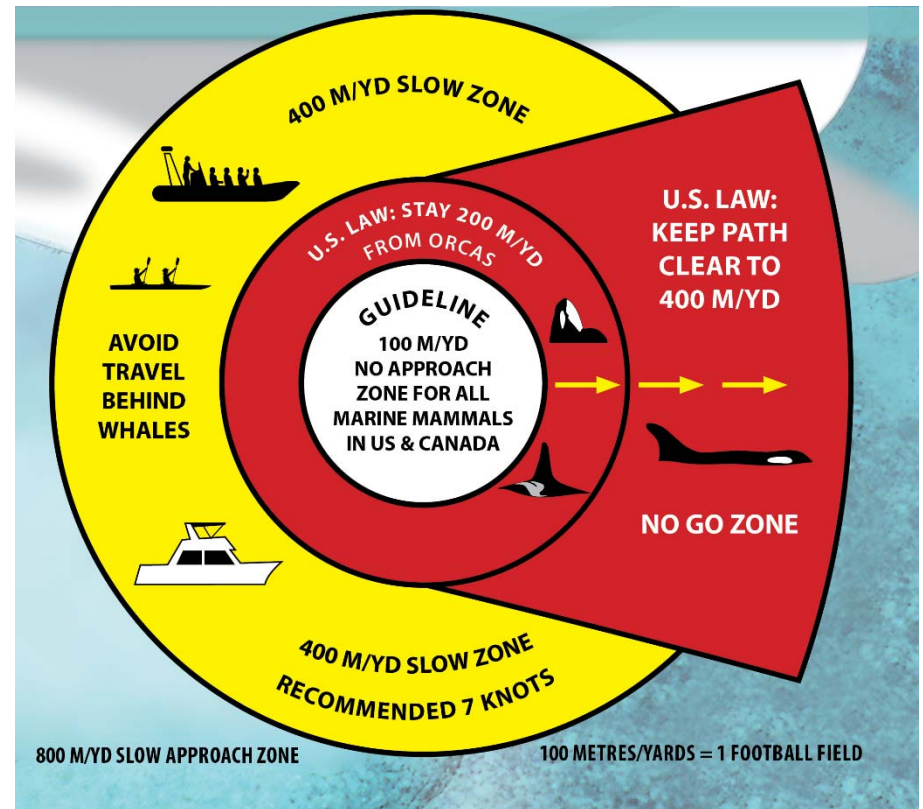 400 M/YD SLOW ZONE
U.S. LAW: STAY 200 M/YD
FROM ORCAS
GUIDELINE
100 M/YD
NO APPROACH
ZONE FOR ALL
MARINE MAMMALS
IN US & CANADA
U.S. LAW:
KEEP PATH
CLEAR TO
400 M/YD
NO GO ZONE
AVOID
TRAVEL
BEHIND
WHALES
400 M/YD SLOW ZONE
RECOMMENDED 7 KNOTS
800 M/YD SLOW APPROACH ZONE
100 METRES/YARDS = 1 FOOTBALL FIELD